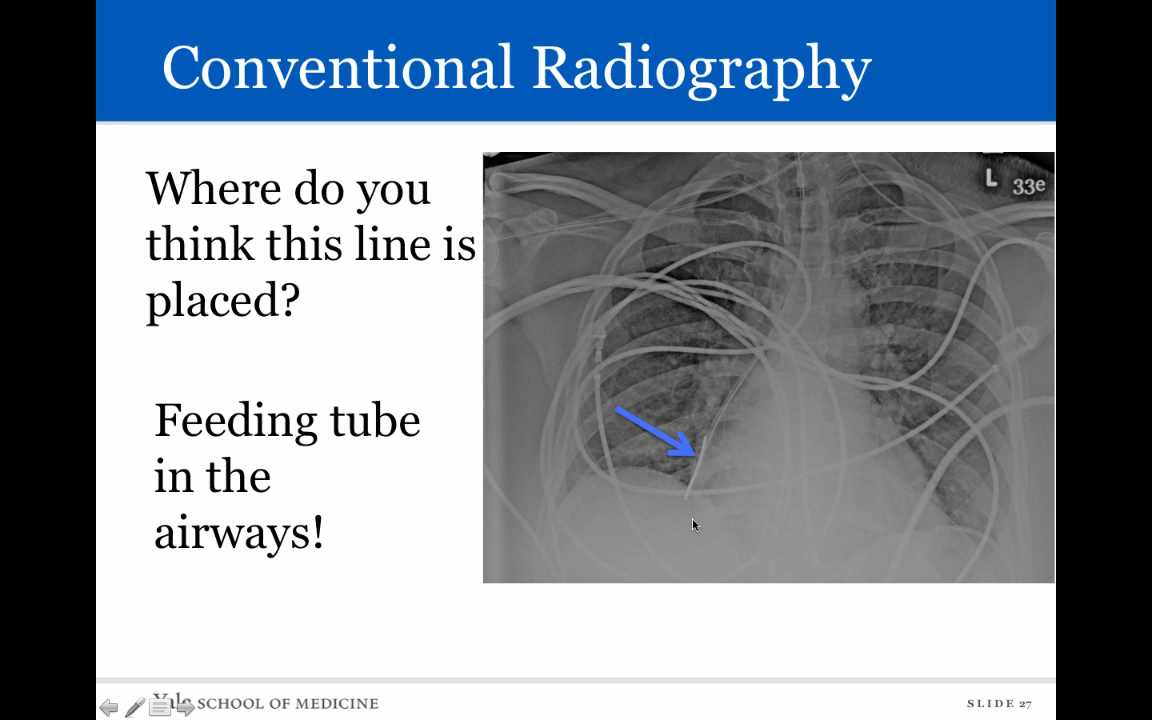 Conventional Radiography
Where do you
think this line is
placed?
Feeding tube
in the
airways!
L 33e
Yale SCHOOL OF MEDICINE
SLIDE 27